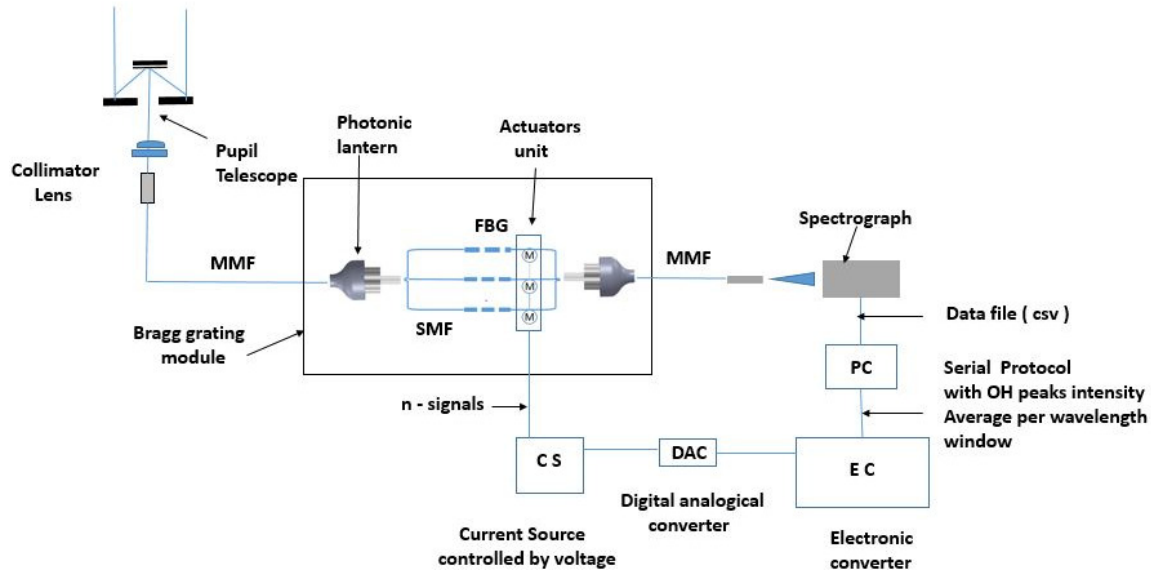 Pupil
Telescope
Collimator
Lens
MMF
Photonic
lantern
Actuators
unit
FBG
M
M
M
SMF
Bragg grating
module
MMF
Spectrograph
Data file ( csv )
PC
Serial Protocol
with OH peaks intensity
Average per wavelength
window
n - signals
C S
DAC
E C
Digital analogical
converter
Current Source
controlled by voltage
Electronic
converter